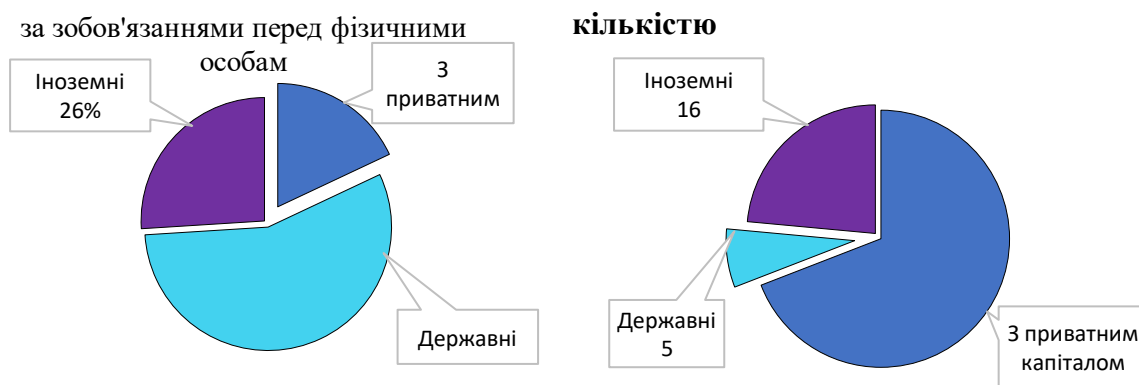 за зобов'язаннями перед фізичними
особам
Іноземні
26%
З
приватним
Державні
кількістю
Іноземні
16
Державні
5
З приватним
капіталом